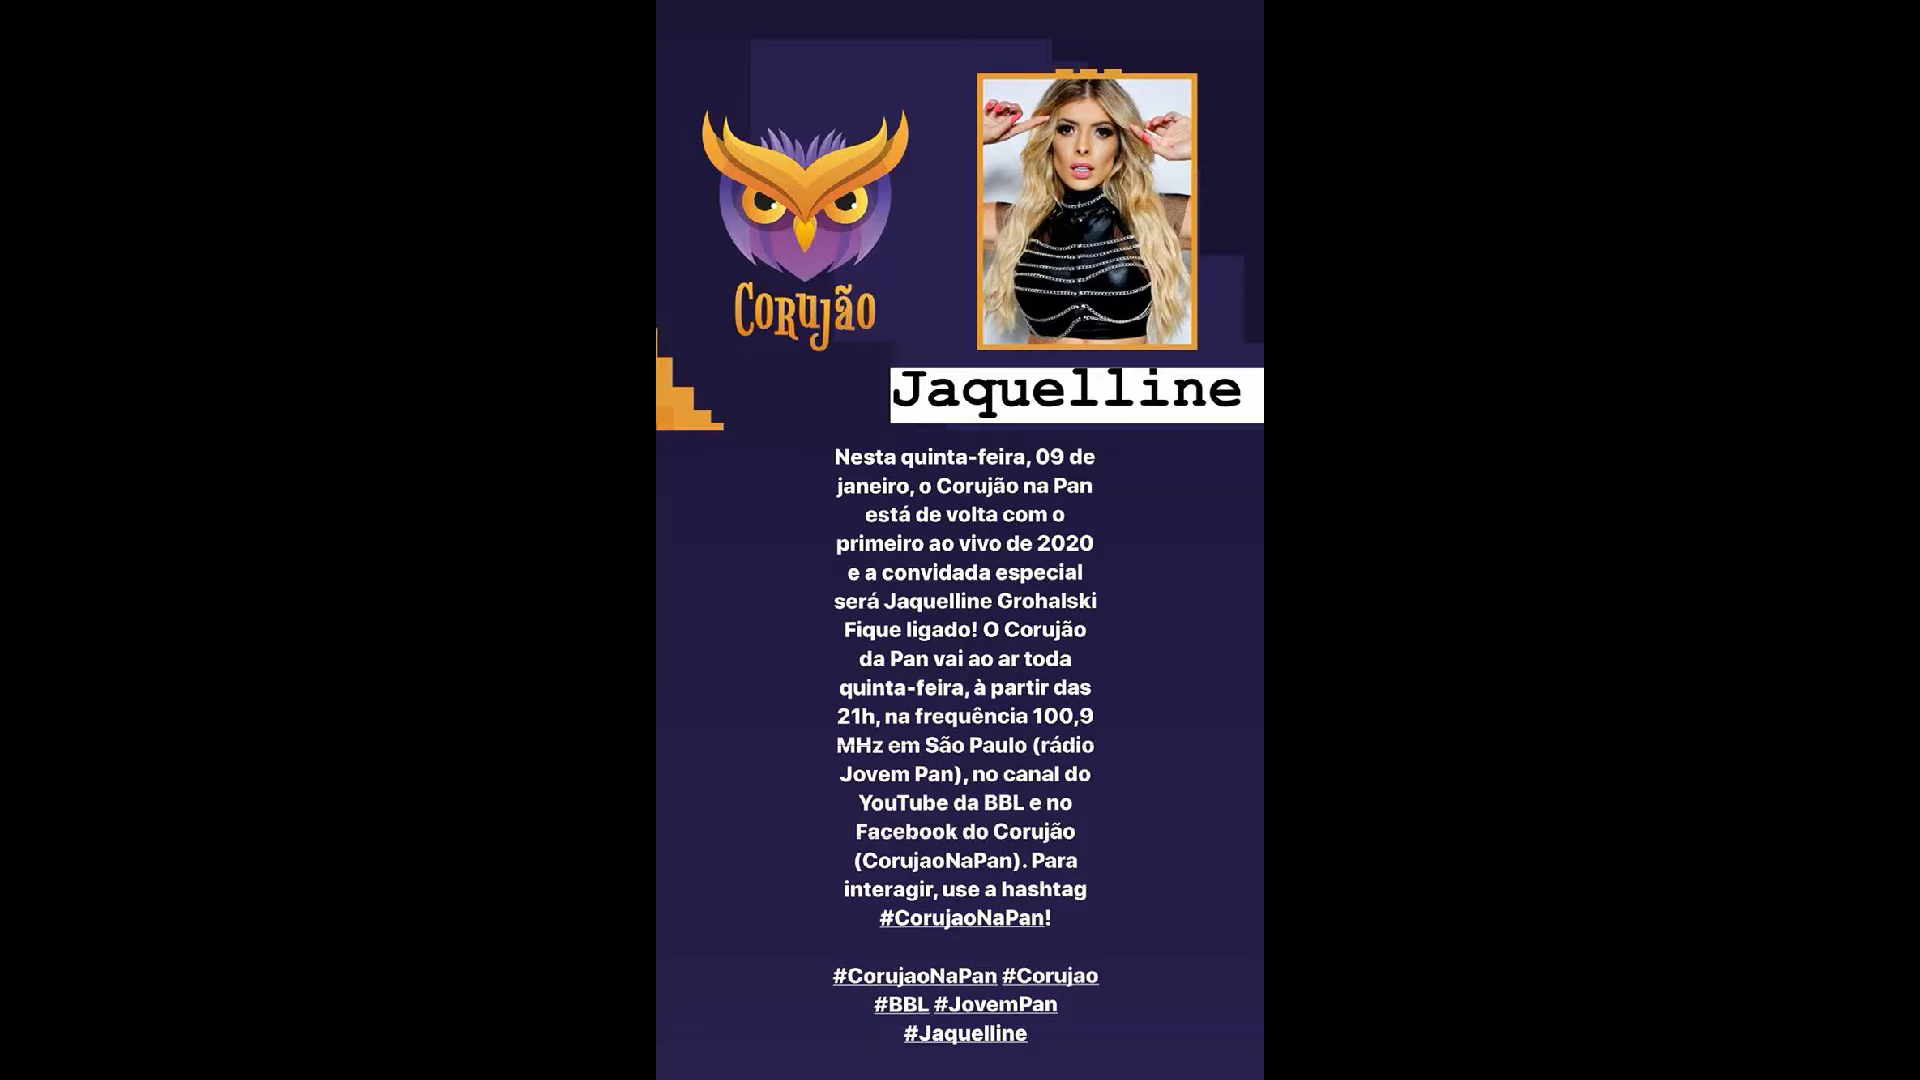 Corujão
Jaquelline
Nesta quinta-feira, 09 de
janeiro, o Corujão na Pan
está de volta com o
primeiro ao vivo de 2020
e a convidada especial
será Jaquelline Grohalski
Fique ligado! O Corujão
da Pan vai ao ar toda
quinta-feira, à partir das
21h, na frequência 100,9
MHz em São Paulo (rádio
Jovem Pan), no canal do
YouTube da BBL e no
Facebook do Corujão
(CorujaoNaPan). Para
interagir, use a hashtag
#CorujaoNaPan!
#CorujaoNaPan #Corujao
#BBL #JovemPan
#Jaquelline